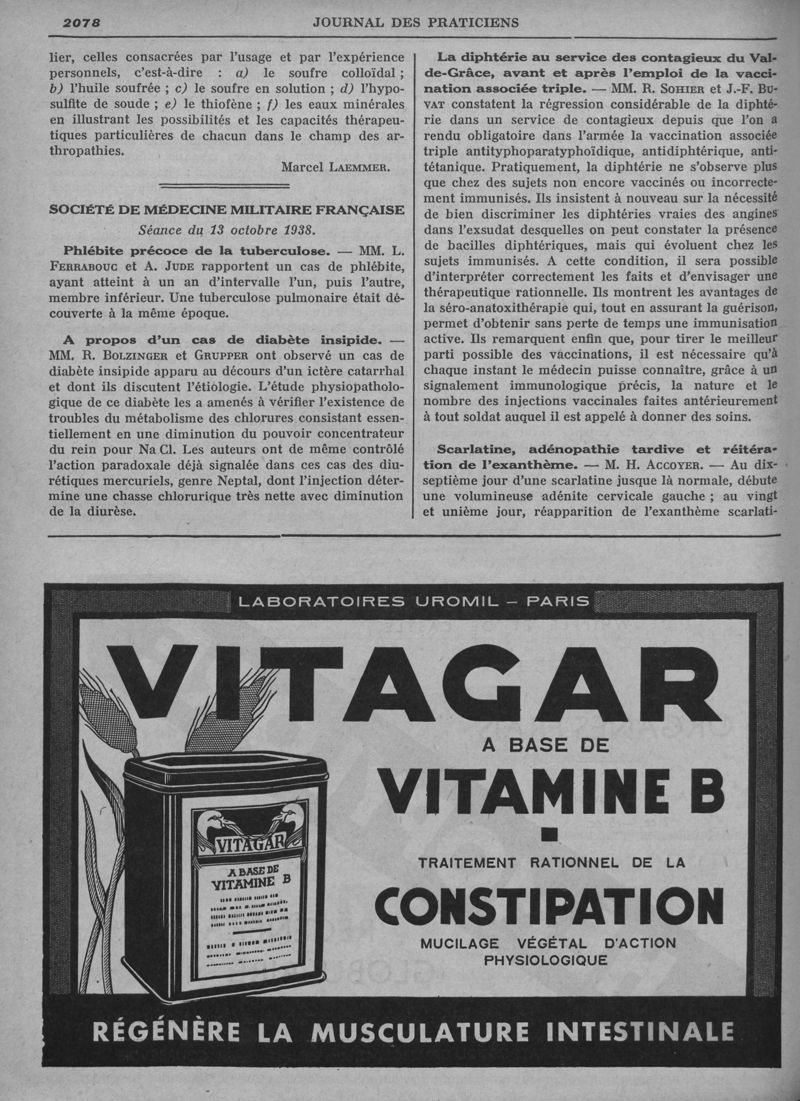 2078
JOURNAL DES PRATICIENS
lier, celles consacrées par l'usage et par l'expérience
personnels, c'est-à-dire : a) le soufre colloïdal ;
b) l'huile soufrée ; c) le soufre en solution ; d) l'hypo-
sulfite de soude ; e) le thiofène ; f) les eaux minérales
en illustrant les possibilités et les capacités thérapeu-
tiques particulières de chacun dans le champ des ar-
thropathies.
Marcel LAEMMER.
SOCIÉTÉ DE MÉDECINE MILITAIRE FRANÇAISE
Séance du 13 octobre 1938.
Phlébite précoce de la tuberculose. — MM. L.
FERRABOUC et A. JUDE rapportent un cas de phlébite,
ayant atteint à un an d'intervalle l'un, puis l'autre,
membre inférieur. Une tuberculose pulmonaire était dé-
couverte à la même époque.
A propos d'un cas de diabète insipide. —
MM. R. BOLZINGER et GRUPPER ont observé un cas de
diabète insipide apparu au décours d'un ictère catarrhal
et dont ils discutent l'étiologie. L'étude physiopatholo-
gique de ce diabète les a amenés à vérifier l'existence de
troubles du métabolisme des chlorures consistant essen-
tiellement en une diminution du pouvoir concentrateur
du rein pour Na Cl. Les auteurs ont de même contrôlé
l'action paradoxale déjà signalée dans ces cas des diu-
rétiques mercuriels, genre Neptal, dont l'injection déter-
mine une chasse chlorurique très nette avec diminution
de la diurèse.
La diphtérie au service des contagieux du Val-
de-Grâce, avant et après l'emploi de la vacci-
nation associée triple. — MM. R. SOHIER et J.-F. BU-
VAT constatent la régression considérable de la diphté-
rie dans un service de contagieux depuis que l'on a
rendu obligatoire dans l'armée la vaccination associée
triple antityphoparatyphoïdique, antidiphtérique, anti-
tétanique. Pratiquement, la diphtérie ne s'observe plus
que chez des sujets non encore vaccinés ou incorrecte-
ment immunisés. Ils insistent à nouveau sur la nécessité
de bien discriminer les diphtéries vraies des angines
dans l'exsudat desquelles on peut constater la présence
de bacilles diphtériques, mais qui évoluent chez les
sujets immunisés. A cette condition, il sera possible
d'interpréter correctement les faits et d'envisager une
thérapeutique rationnelle. Ils montrent les avantages de
la séro-anatoxithérapie qui, tout en assurant la guérison,
permet d'obtenir sans perte de temps une immunisation
active. Ils remarquent enfin que, pour tirer le meilleur
parti possible des vaccinations, il est nécessaire qu'à
chaque instant le médecin puisse connaître, grâce à un
signalement immunologique précis, la nature et le
nombre des injections vaccinales faites antérieurement
à tout soldat auquel il est appelé à donner des soins.
Scarlatine, adénopathie tardive et réitéra-
tion de l'exanthème. — M. H. ACCOYER. — Au dix-
septième jour d'une scarlatine jusque là normale, débute
une volumineuse adénite cervicale gauche ; au vingt
et unième jour, réapparition de l'exanthème scarlati-
LABORATOIRES UROMIL — PARIS
VITAGAR
A BASE DE
VITAMINE B
TRAITEMENT RATIONNEL DE LA
CONSTIPATION
MUCILAGE VÉGÉTAL D'ACTION
PHYSIOLOGIQUE
VITAGAR
A BASE DE
VITAMINE B
RÉGÉNÈRE LA MUSCULATURE INTESTINALE